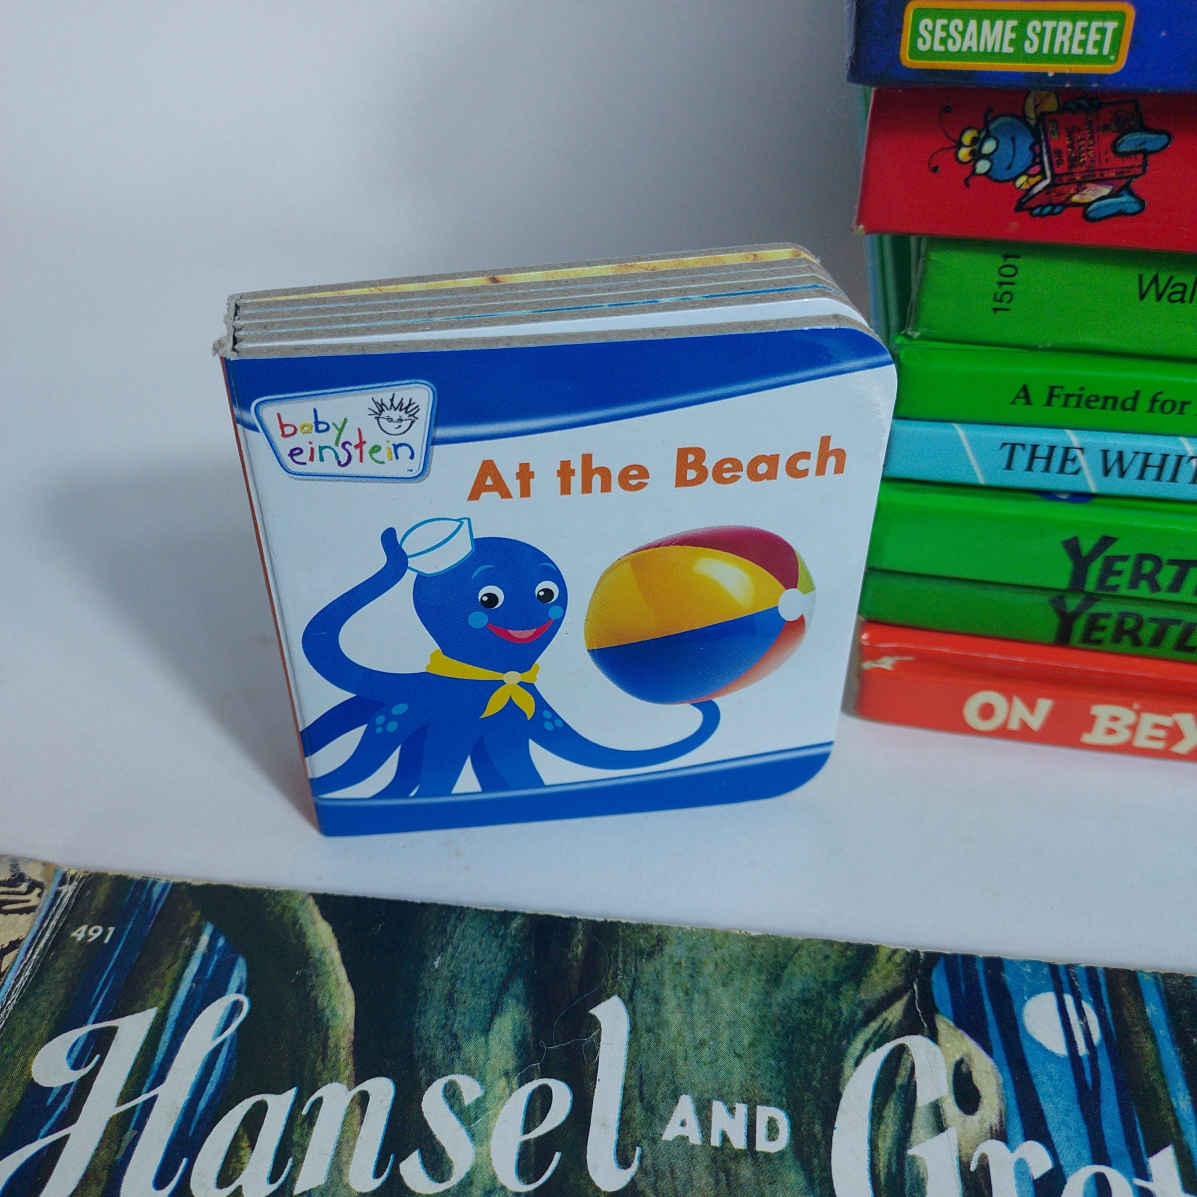 SESAME STREET
15101
Wal
A Friend for
THE WHIT
YERT
YERTL
ON BEY
baby
einstein
At the Beach
491
Hansel AND Gret